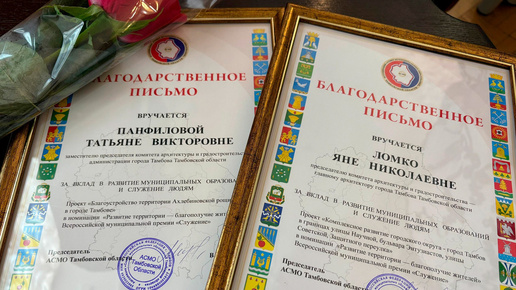 БЛАГОДАРСТВЕННОЕ
ПИСЬМО
ВРУЧАЕТСЯ
ПАНФИЛОВОЙ
ТАТЬЯНЕ ВИКТОРОВНЕ
заместителю председателя комитета архитектуры и градостроительства
администрации города Тамбова Тамбовской области
ЗА ВКЛАД В РАЗВИТИЕ МУНИЦИПАЛЬНЫХ ОБРАЗОВАНИЙ
И СЛУЖЕНИЕ ЛЮДЯМ
Проект «Благоустройство территории Ахлебиновской рощи
в городе Тамбове»
в номинации «Развитие территории — благополучие жителей»
Всероссийской муниципальной премии «Служение»
Председатель
АСМО Тамбовской области
АСМО
Тамбовской
Области
БЛАГОДАРСТВЕННОЕ
ПИСЬМО
ВРУЧАЕТСЯ
ЛОМКО
ЯНЕ НИКОЛАЕВНЕ
председателю комитета архитектуры и градостроительства —
главному архитектору города Тамбова Тамбовской области
ЗА ВКЛАД В РАЗВИТИЕ МУНИЦИПАЛЬНЫХ ОБРАЗОВАНИЙ
И СЛУЖЕНИЕ ЛЮДЯМ
Проект «Комплексное развитие городского округа - город Тамбов
в границах улицы Научной, бульвара Энтузиастов, улицы
Советской, Защитного переулка»
в номинации «Развитие территории — благополучие жителей»
Всероссийской муниципальной премии «Служение»
Председатель
АСМО Тамбовской области